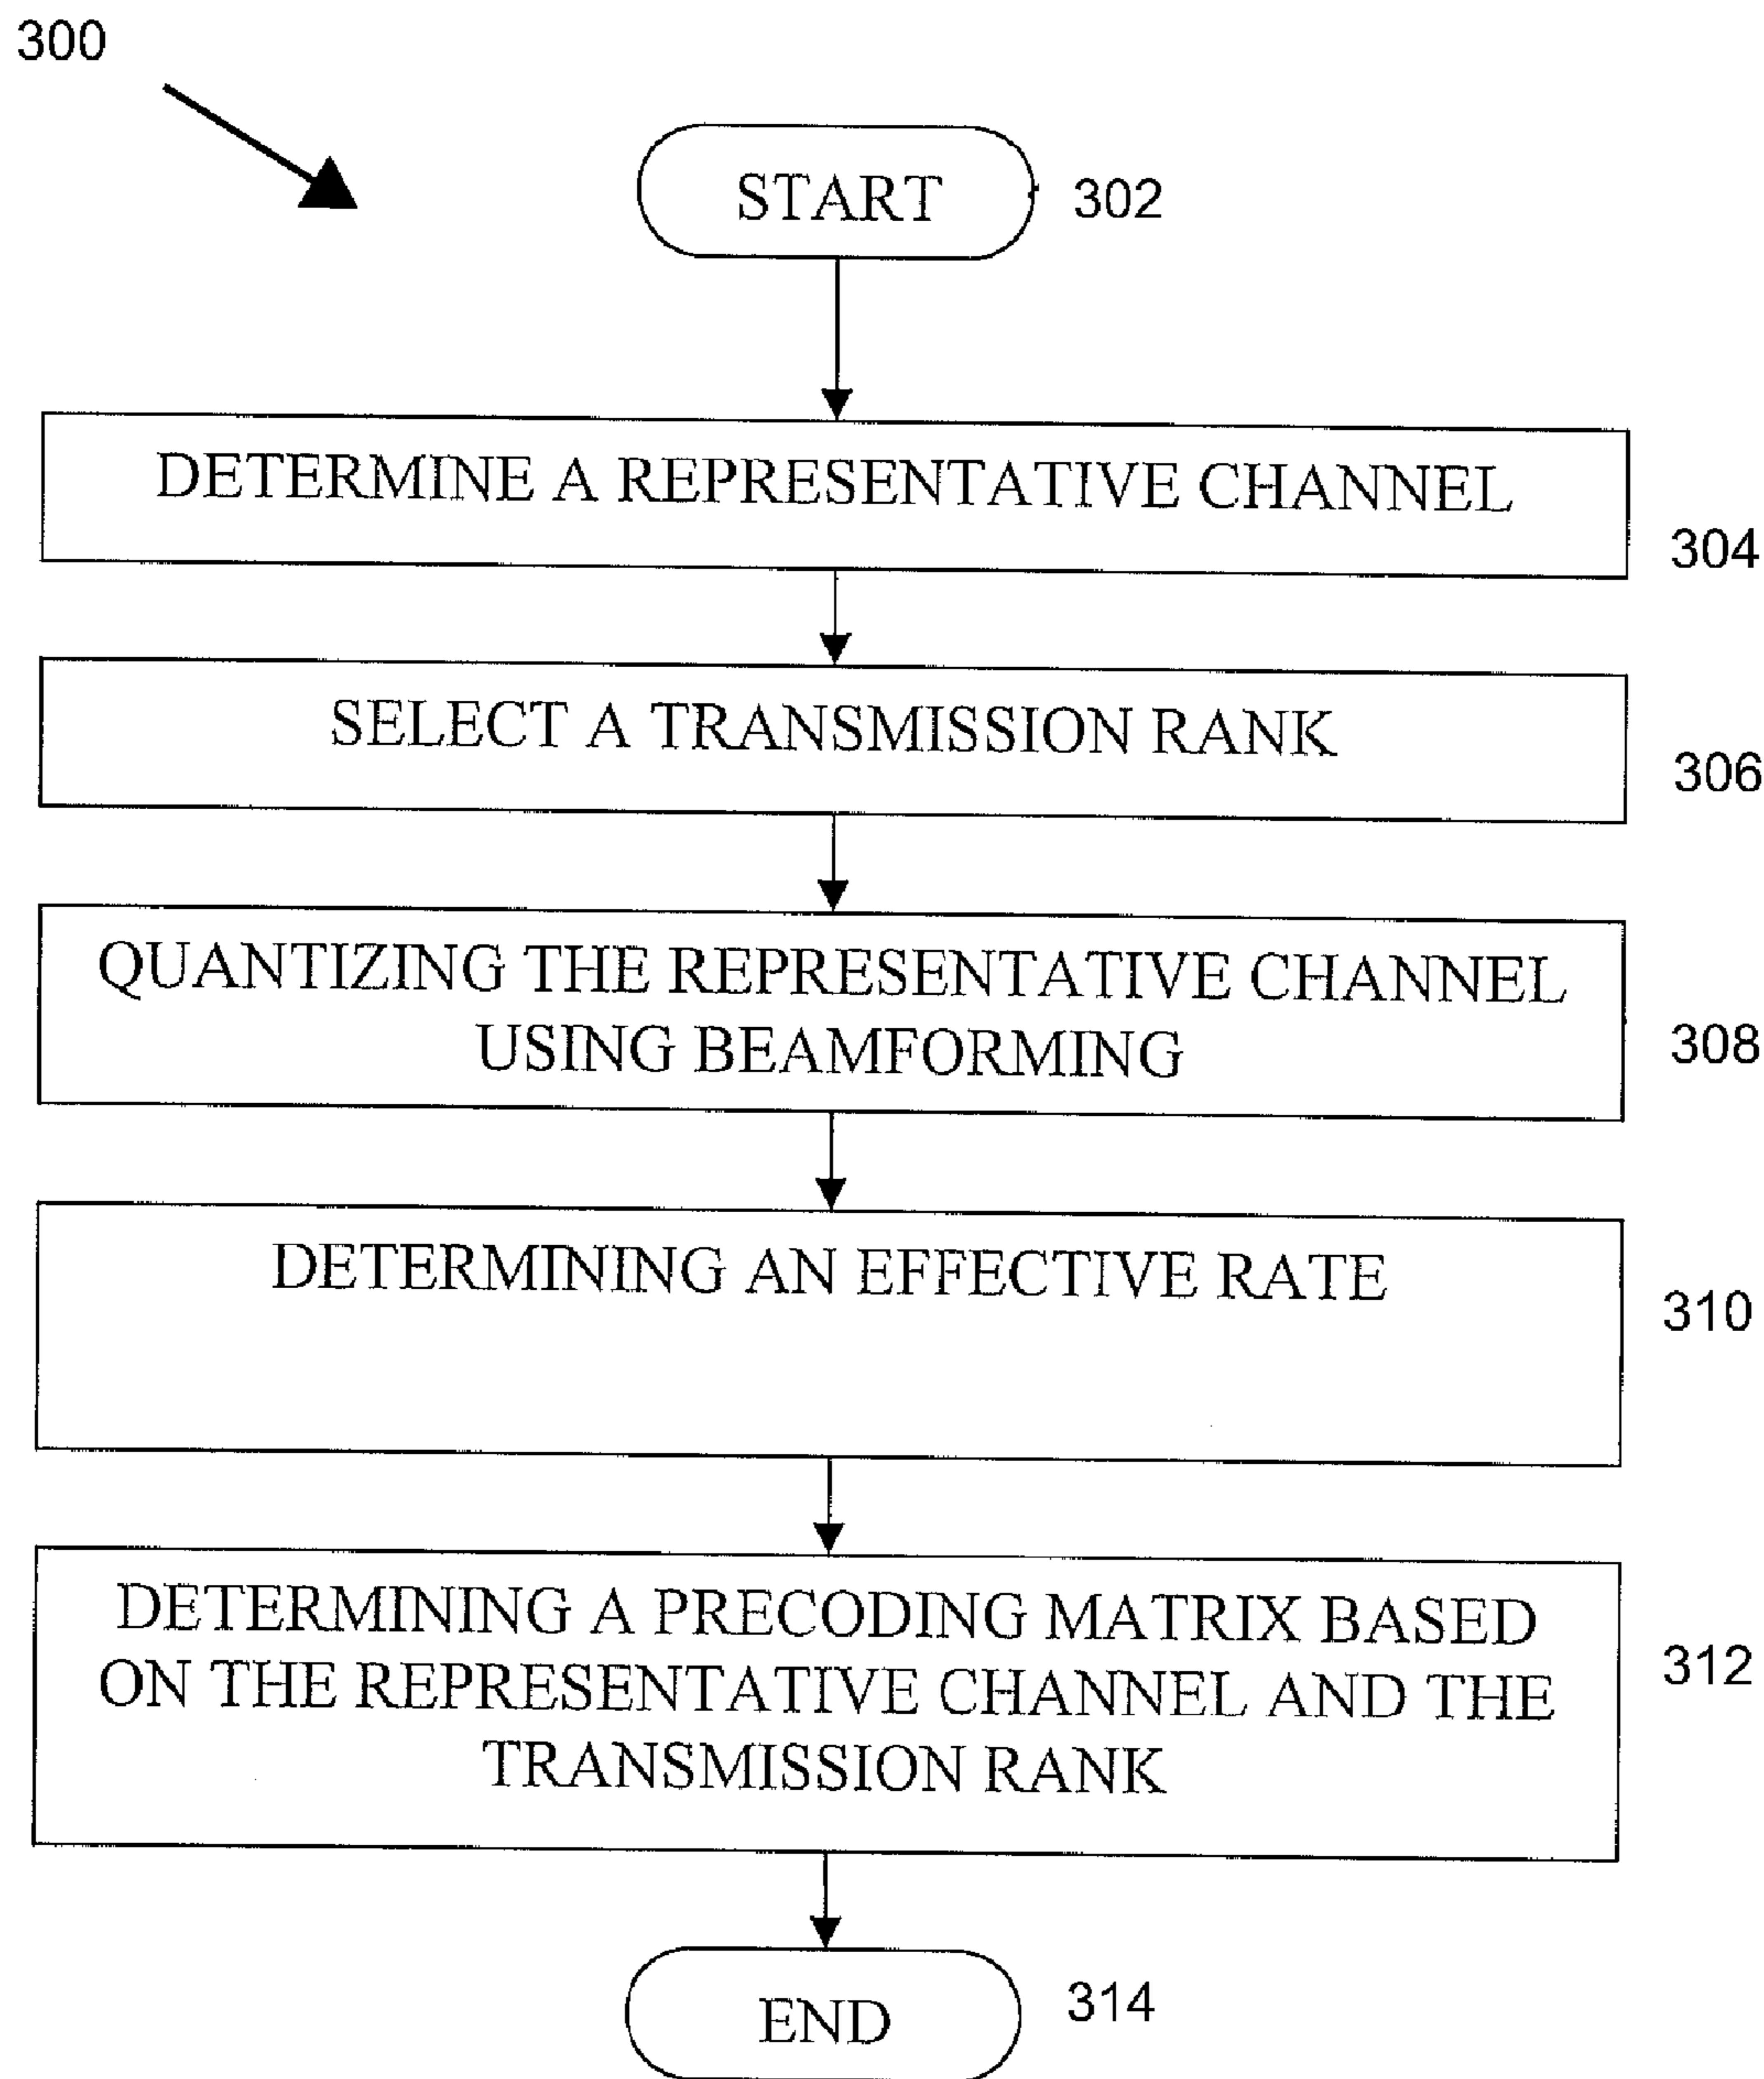 300
START
302
DETERMINE A REPRESENTATIVE CHANNEL
304
SELECT A TRANSMISSION RANK
306
QUANTIZING THE REPRESENTATIVE CHANNEL
USING BEAMFORMING
308
DETERMINING AN EFFECTIVE RATE
310
DETERMINING A PRECODING MATRIX BASED
ON THE REPRESENTATIVE CHANNEL AND THE
TRANSMISSION RANK
312
END
314